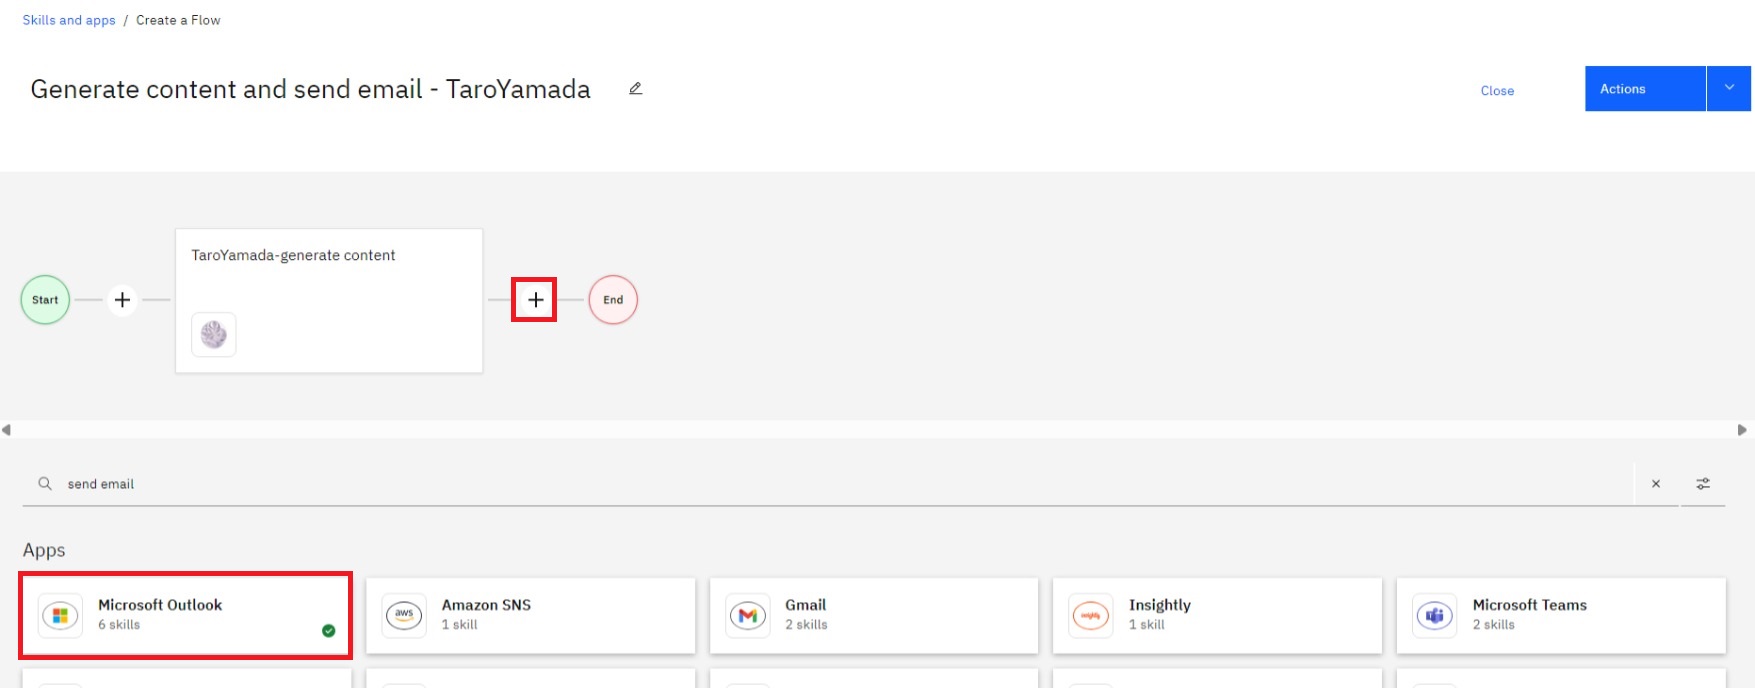 Skills and apps / Create a Flow
Generate content and send email - TaroYamada
Close
Actions
TaroYamada-generate content
Start
End
send email
Apps
Microsoft Outlook
6 skills
aws
Amazon SNS
1 skill
Gmail
2 skills
insightly
Insightly
1 skill
Microsoft Teams
2 skills